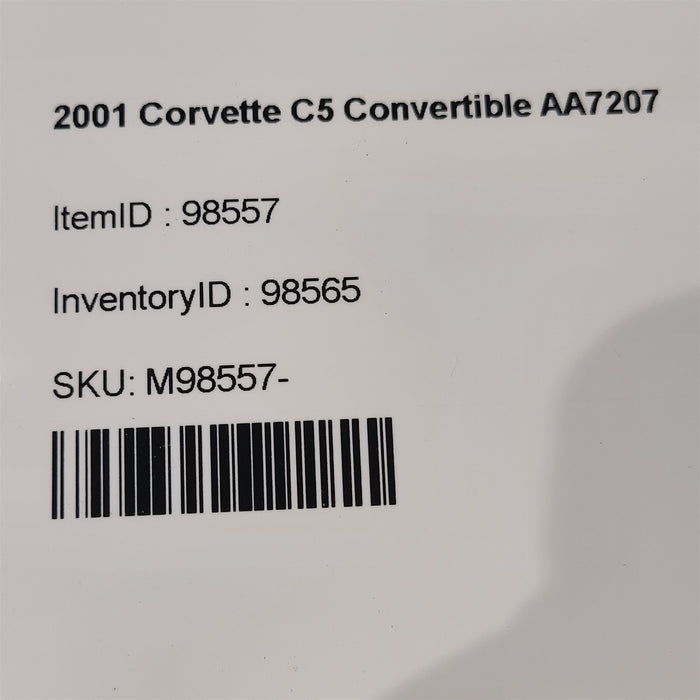 2001 Corvette C5 Convertible AA7207
ItemID : 98557
InventoryID : 98565
SKU: M98557-